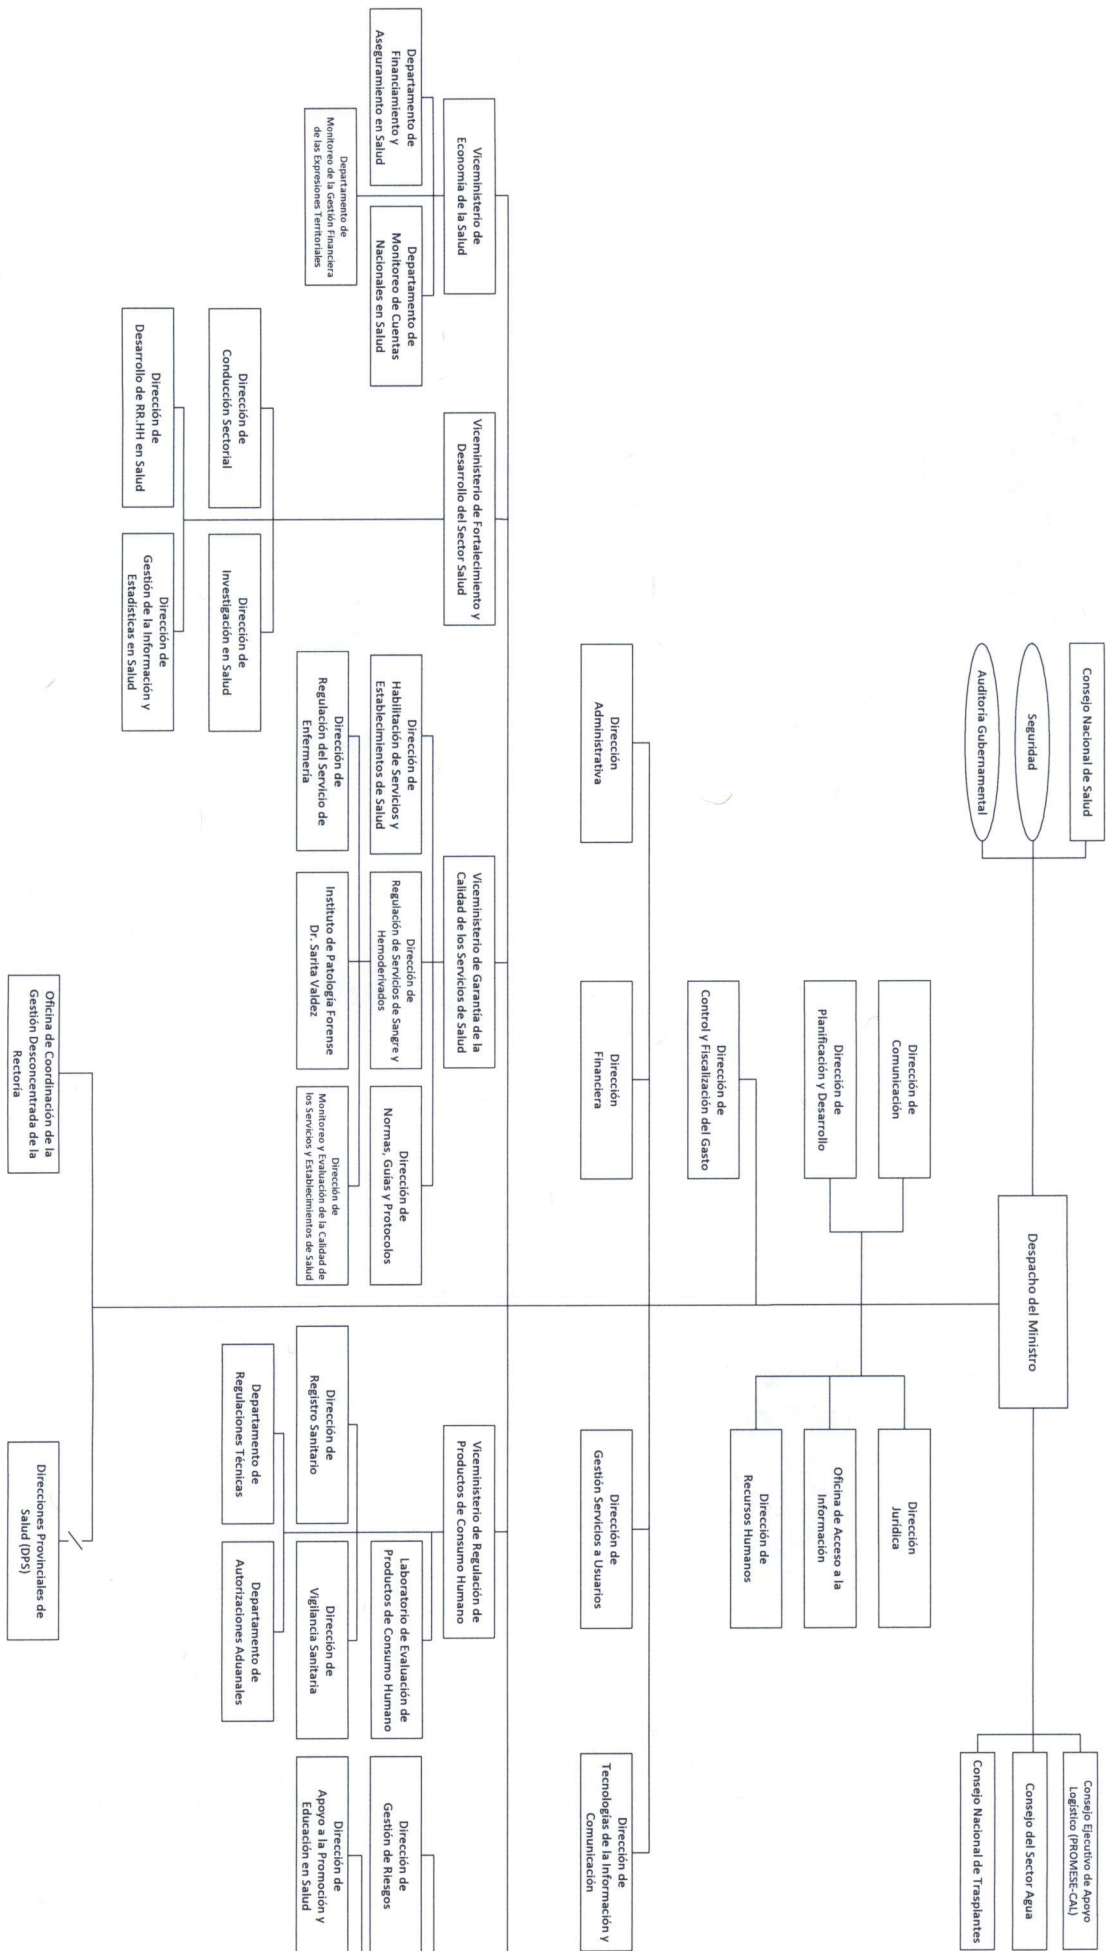 Consejo Nacional de Salud
Seguridad
Auditoría Gubernamental
Despacho del Ministro
Consejo Ejecutivo de Apoyo
Logístico (PROMESE-CAL)
Consejo del Sector Agua
Consejo Nacional de Trasplantes
Dirección de
Comunicación
Dirección de
Planificación y Desarrollo
Dirección
Jurídica
Oficina de Acceso a la
Información
Dirección de
Recursos Humanos
Dirección de
Control y Fiscalización del Gasto
Dirección
Administrativa
Dirección
Financiera
Dirección de
Gestión Servicios a Usuarios
Dirección de
Tecnologías de la Información y
Comunicación
Viceministerio de
Economía de la Salud
Departamento de
Financiamiento y
Aseguramiento en Salud
Departamento de
Monitoreo de Cuentas
Nacionales en Salud
Departamento de
Monitoreo de la Gestión Financiera
de las Expresiones Territoriales
Viceministerio de Fortalecimiento y
Desarrollo del Sector Salud
Dirección de
Conducción Sectorial
Dirección de
Investigación en Salud
Dirección de
Desarrollo de RR.HH en Salud
Dirección de
Gestión de la Información y
Estadísticas en Salud
Viceministerio de Garantía de la
Calidad de los Servicios de Salud
Dirección de
Habilitación de Servicios y
Establecimientos de Salud
Dirección de
Regulación de Servicios de Sangre y
Hemoderivados
Dirección de
Normas, Guías y Protocolos
Dirección de
Regulación del Servicio de
Enfermería
Instituto de Patología Forense
Dr. Sarita Valdez
Dirección de
Monitoreo y Evaluación de la Calidad de
los Servicios y Establecimientos de Salud
Viceministerio de Regulación de
Productos de Consumo Humano
Laboratorio de Evaluación de
Productos de Consumo Humano
Dirección de
Registro Sanitario
Dirección de
Vigilancia Sanitaria
Departamento de
Regulaciones Técnicas
Departamento de
Autorizaciones Aduanales
Dirección de
Gestión de Riesgos
Dirección de
Apoyo a la Promoción y
Educación en Salud
Oficina de Coordinación de la
Gestión Desconcentrada de la
Rectoría
Direcciones Provinciales de
Salud (DPS)